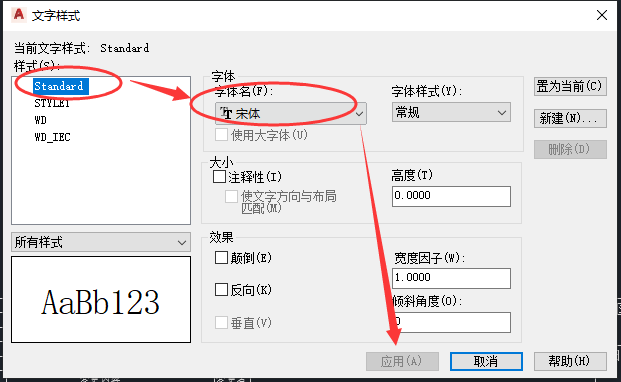 文字样式
当前文字样式: Standard
样式(S):
Standard
STYLE1
WD
WD_IEC
所有样式
AaBb123
字体
字体名(F):
宋体
使用大字体(U)
字体样式(Y):
常规
大小
注释性(I)
使文字方向与布局
匹配(M)
高度(T)
0.0000
效果
颠倒(E)
反向(K)
垂直(V)
宽度因子(W):
1.0000
倾斜角度(O):
0
置为当前(C)
新建(N)...
删除(D)
应用(A)
取消
帮助(H)